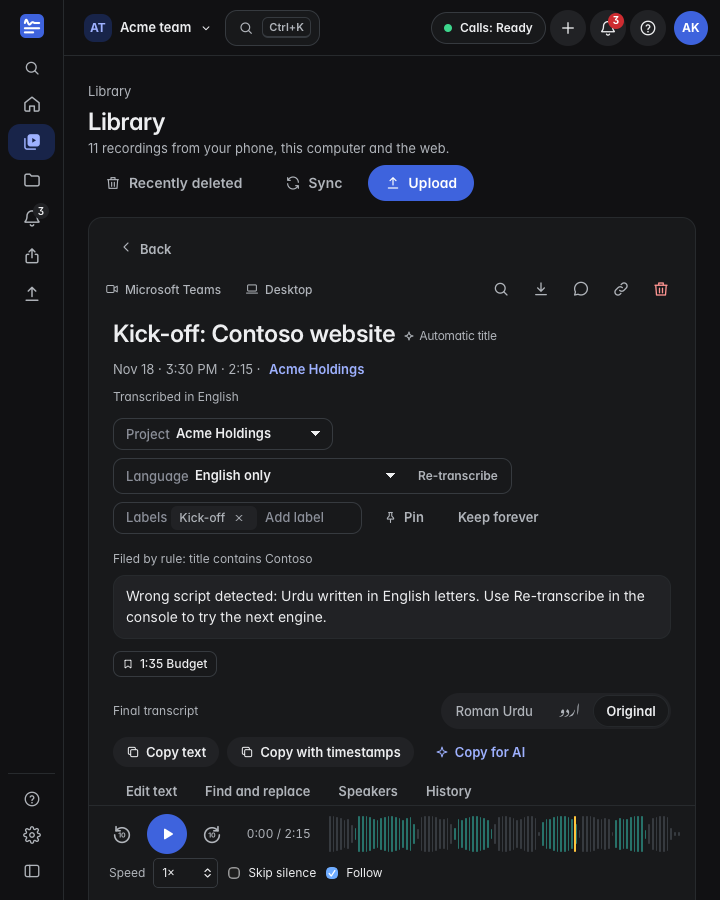 AT Acme team Ctrl+K Calls: Ready 3 AK
Library
Library
11 recordings from your phone, this computer and the web.
Recently deleted Sync Upload
3
Back
Microsoft Teams Desktop
Kick-off: Contoso website Automatic title
Nov 18 · 3:30 PM · 2:15 · Acme Holdings
Transcribed in English
Project Acme Holdings
Language English only Re-transcribe
Labels Kick-off × Add label Pin Keep forever
Filed by rule: title contains Contoso
Wrong script detected: Urdu written in English letters. Use Re-transcribe in the
console to try the next engine.
1:35 Budget
Final transcript Roman Urdu اردو Original
Copy text Copy with timestamps Copy for AI
Edit text Find and replace Speakers History
10 10 0:00 / 2:15
Speed 1× Skip silence Follow